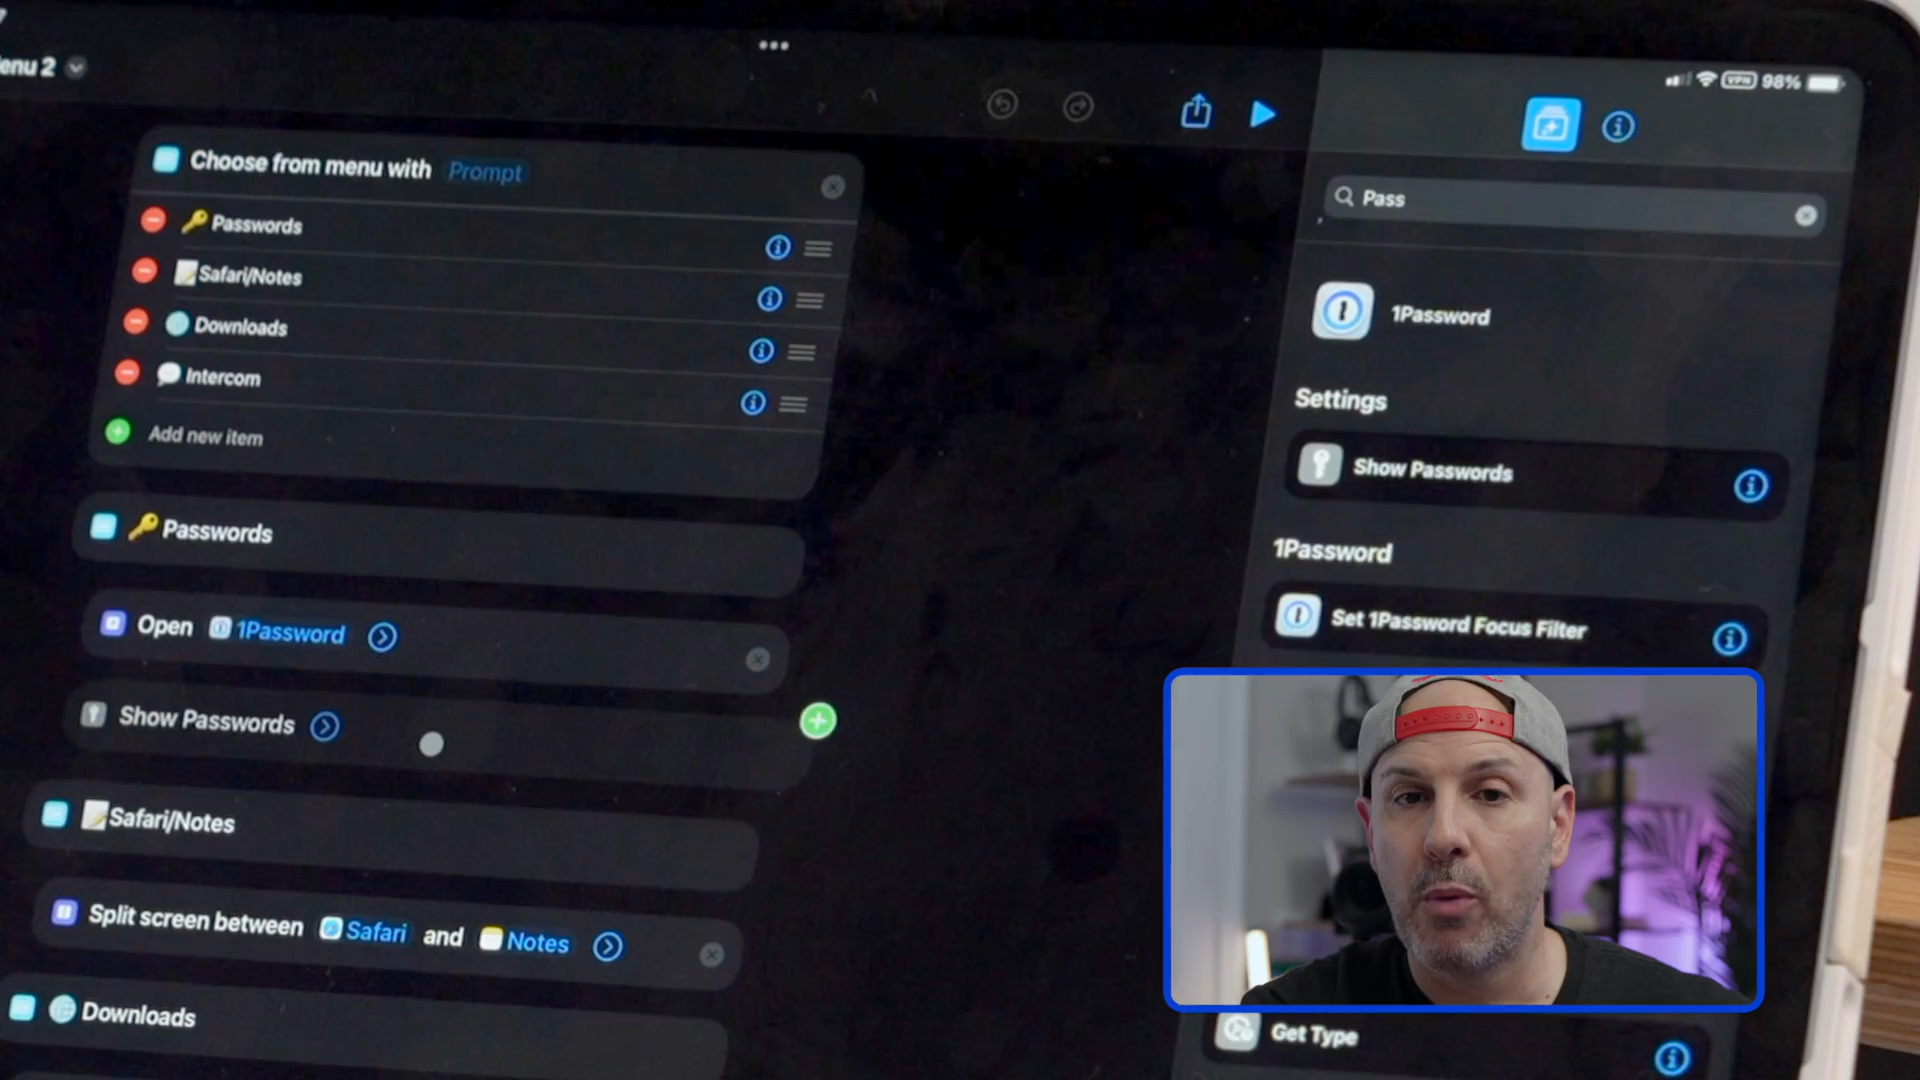 enu 2
VPN 98%
Choose from menu with Prompt
Passwords
Safari/Notes
Downloads
Intercom
Add new item
Passwords
Open 1Password
Show Passwords
Safari/Notes
Split screen between Safari and Notes
Downloads
Pass
1Password
Settings
Show Passwords
1Password
Set 1Password Focus Filter
Get Type